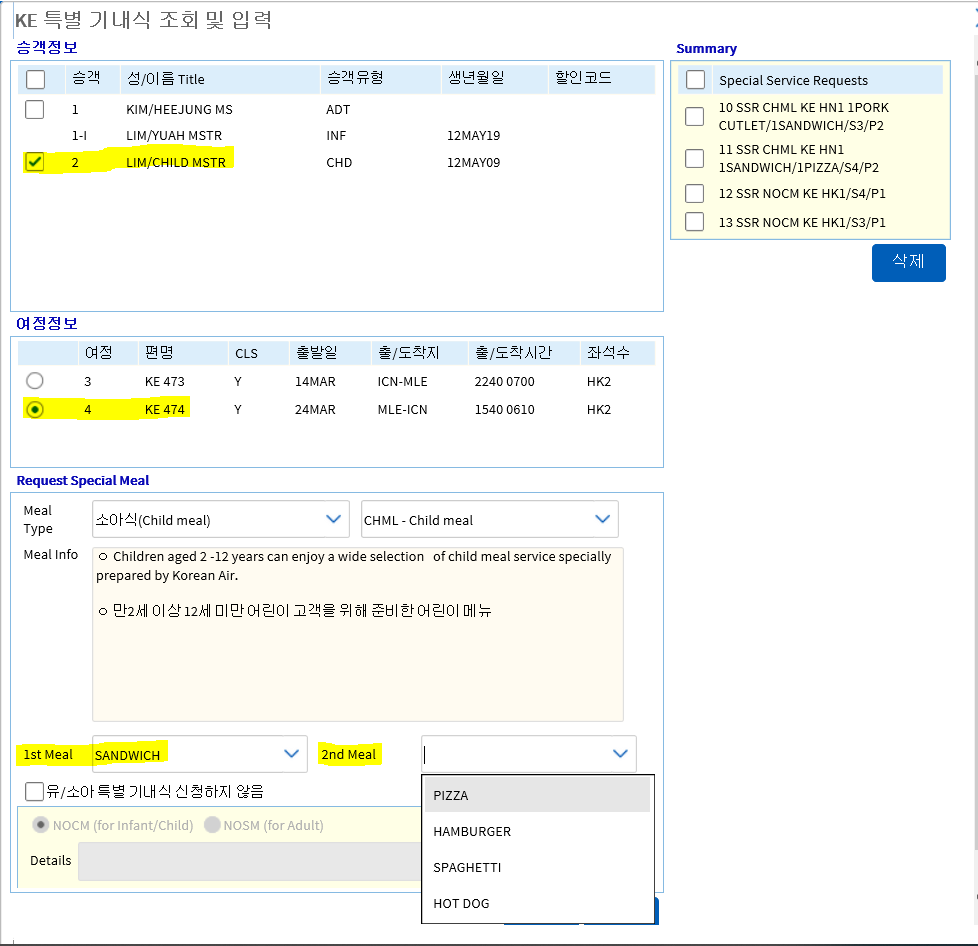 KE 특별 기내식 조회 및 입력
승객정보
승객 성/이름 Title 승객유형 생년월일 할인코드
1 KIM/HEEJUNG MS ADT
1-I LIM/YUAH MSTR INF 12MAY19
2 LIM/CHILD MSTR CHD 12MAY09
Summary
Special Service Requests
10 SSR CHML KE HN1 1PORK
CUTLET/1SANDWICH/S3/P2
11 SSR CHML KE HN1
1SANDWICH/1PIZZA/S4/P2
12 SSR NOCM KE HK1/S4/P1
13 SSR NOCM KE HK1/S3/P1
삭제
여정정보
여정 편명 CLS 출발일 출/도착지 출/도착시간 좌석수
3 KE 473 Y 14MAR ICN-MLE 2240 0700 HK2
4 KE 474 Y 24MAR MLE-ICN 1540 0610 HK2
Request Special Meal
Meal
Type
소아식(Child meal) CHML - Child meal
Meal Info
○ Children aged 2 -12 years can enjoy a wide selection of child meal service specially
prepared by Korean Air.
○ 만2세 이상 12세 미만 어린이 고객을 위해 준비한 어린이 메뉴
1st Meal SANDWICH 2nd Meal
PIZZA
HAMBURGER
SPAGHETTI
HOT DOG
유/소아 특별 기내식 신청하지 않음
NOCM (for Infant/Child) NOSM (for Adult)
Details